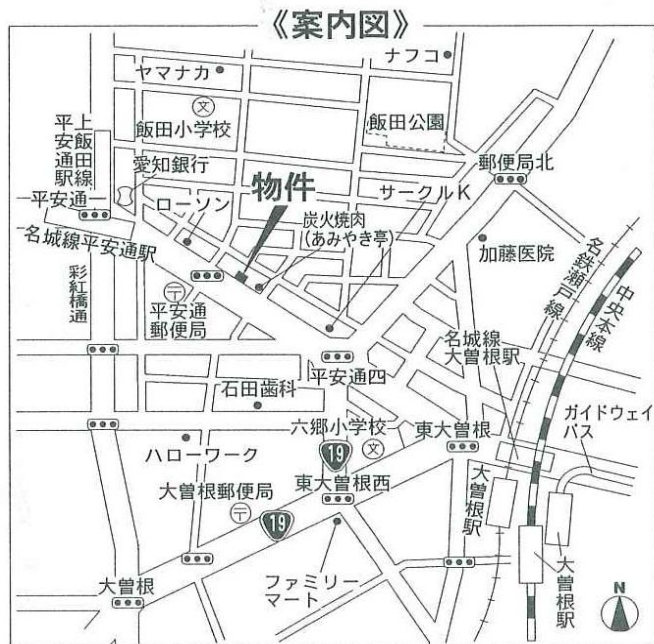 《案内図》
ナフコ
ヤマナカ
文
飯田小学校
飯田公園
上飯田線
平安通駅
愛知銀行
郵便局北
平安通一
ローソン
物件
サークルK
炭火焼肉
(あみやき亭)
名城線平安通駅
加藤医院
名鉄瀬戸線
中央本線
彩紅橋通
〒
平安通
郵便局
名城線
大曽根駅
平安通四
石田歯科
ガイドウェイ
バス
六郷小学校
文
東大曽根
ハローワーク
19
大曽根郵便局
〒
東大曽根西
大曽根駅
19
大曽根
ファミリー
マート
大曽根駅
N